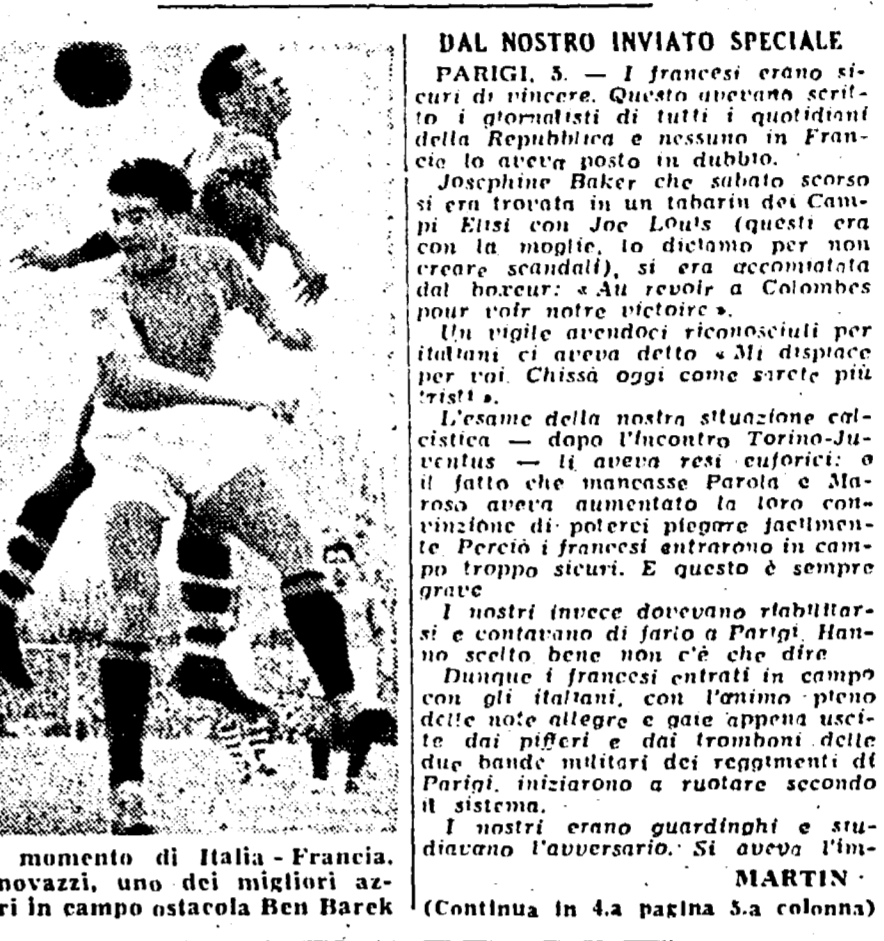 DAL NOSTRO INVIATO SPECIALE
PARIGI, 5. — I francesi erano si-
curi di vincere. Questo avevano scrit-
to i giornalisti di tutti i quotidiani
della Repubblica e nessuno in Fran-
cia lo aveva posto in dubbio.
Josephine Baker che sabato scorso
si era trovata in un tabarin dei Cam-
pi Elisi con Joe Louis (questi era
con la moglie, lo diciamo per non
creare scandali), si era accomiatata
dal boxeur: « Au revoir a Colombes
pour voir notre victoire ».
Un vigile avendoci riconosciuti per
italiani ci aveva detto « Mi dispiace
per voi. Chissà oggi come sarete più
tristi ».
L'esame della nostra situazione cal-
cistica — dopo l'incontro Torino-Ju-
ventus — li aveva resi euforici: e
il fatto che mancasse Parola e Ma-
roso aveva aumentato la loro con-
vinzione di poterci piegare facilmen-
te. Perciò i francesi entrarono in cam-
po troppo sicuri. E questo è sempre
grave
I nostri invece dovevano riabilitar-
si e contavano di farlo a Parigi. Han-
no scelto bene non c'è che dire
Dunque i francesi entrati in campo
con gli italiani, con l'animo pieno
delle note allegre e gaie appena usci-
te dai pifferi e dai tromboni delle
due bande militari dei reggimenti di
Parigi, iniziarono a ruotare secondo
il sistema.
I nostri erano guardinghi e stu-
diavano l'avversario. Si aveva l'im-
MARTIN
(Continua in 4.a pagina 5.a colonna)
momento di Italia - Francia.
novazzi, uno dei migliori az-
ri in campo ostacola Ben Barek